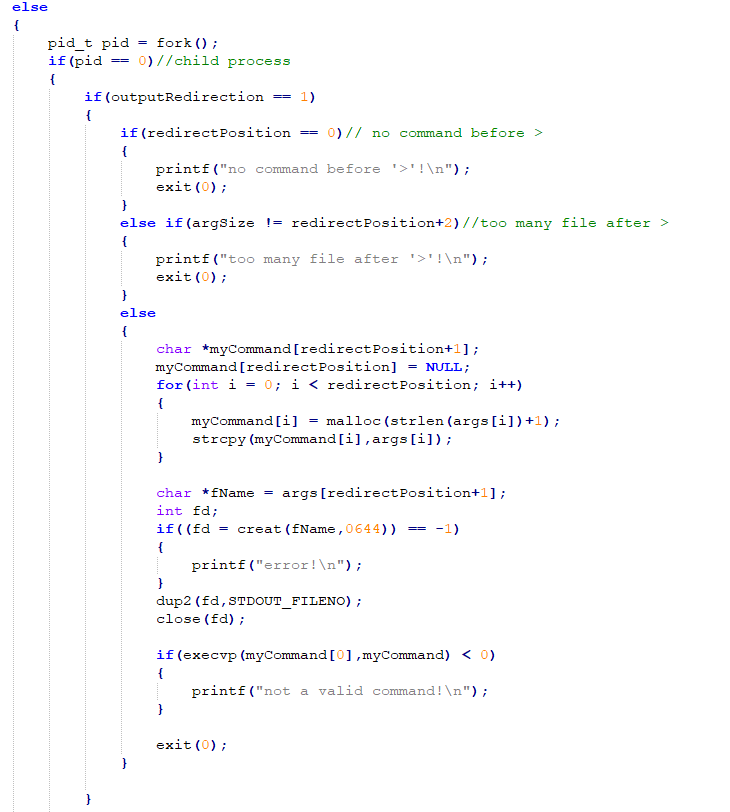 else
{
    pid_t pid = fork();
    if(pid == 0)//child process
    {
        if(outputRedirection == 1)
        {
            if(redirectPosition == 0)// no command before >
            {
                printf("no command before '>'!\n");
                exit(0);
            }
            else if(argSize != redirectPosition+2)//too many file after >
            {
                printf("too many file after '>'!\n");
                exit(0);
            }
            else
            {
                char *myCommand[redirectPosition+1];
                myCommand[redirectPosition] = NULL;
                for(int i = 0; i < redirectPosition; i++)
                {
                    myCommand[i] = malloc(strlen(args[i])+1);
                    strcpy(myCommand[i],args[i]);
                }

                char *fName = args[redirectPosition+1];
                int fd;
                if((fd = creat(fName,0644)) == -1)
                {
                    printf("error!\n");
                }
                dup2(fd,STDOUT_FILENO);
                close(fd);

                if(execvp(myCommand[0],myCommand) < 0)
                {
                    printf("not a valid command!\n");
                }

                exit(0);
            }

        }